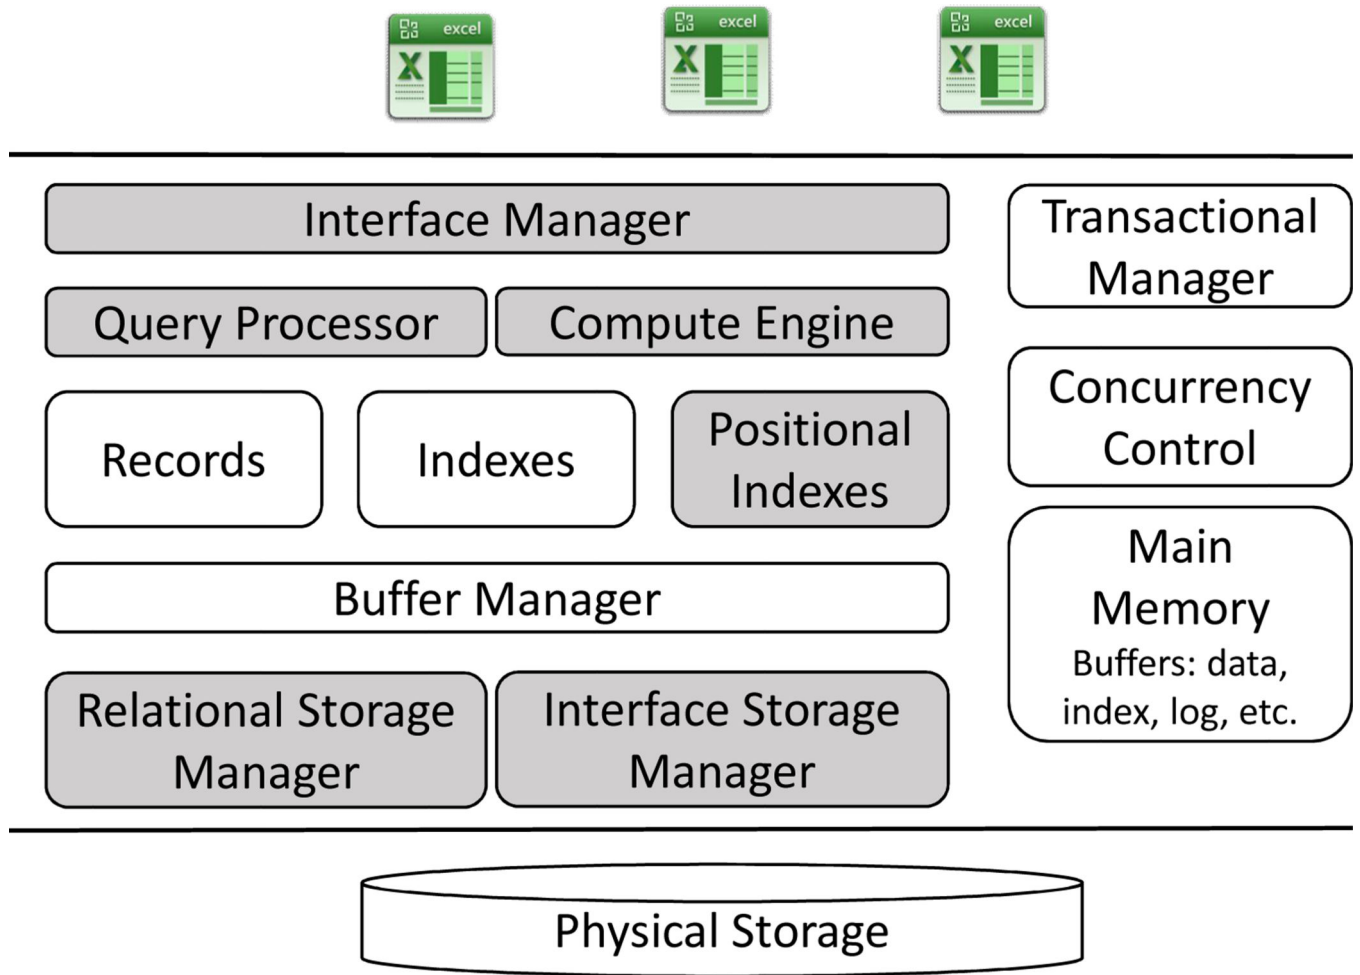 excel
excel
excel
Interface Manager
Query Processor
Compute Engine
Records
Indexes
Positional
Indexes
Buffer Manager
Relational Storage
Manager
Interface Storage
Manager
Transactional
Manager
Concurrency
Control
Main
Memory
Buffers: data,
index, log, etc.
Physical Storage